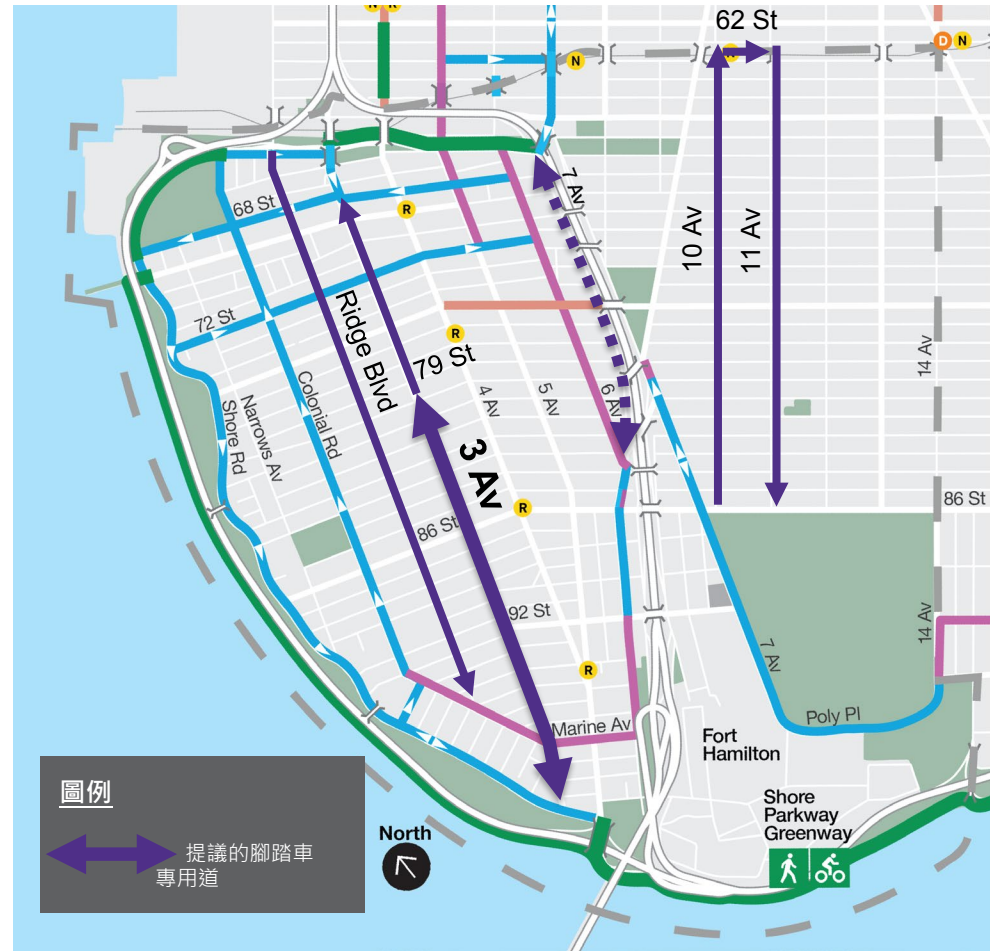 N R
62 St
N
N
D N
7 Av
68 St
R
10 Av
11 Av
72 St
Ridge Blvd
R
79 St
14 Av
Colonial Rd
Narrows Av
Shore Rd
4 Av
5 Av
6 Av
3 Av
86 St
R
86 St
92 St
14 Av
7 Av
R
Marine Av
Poly Pl
Fort
Hamilton
圖例
提議的腳踏車
專用道
North
Shore
Parkway
Greenway